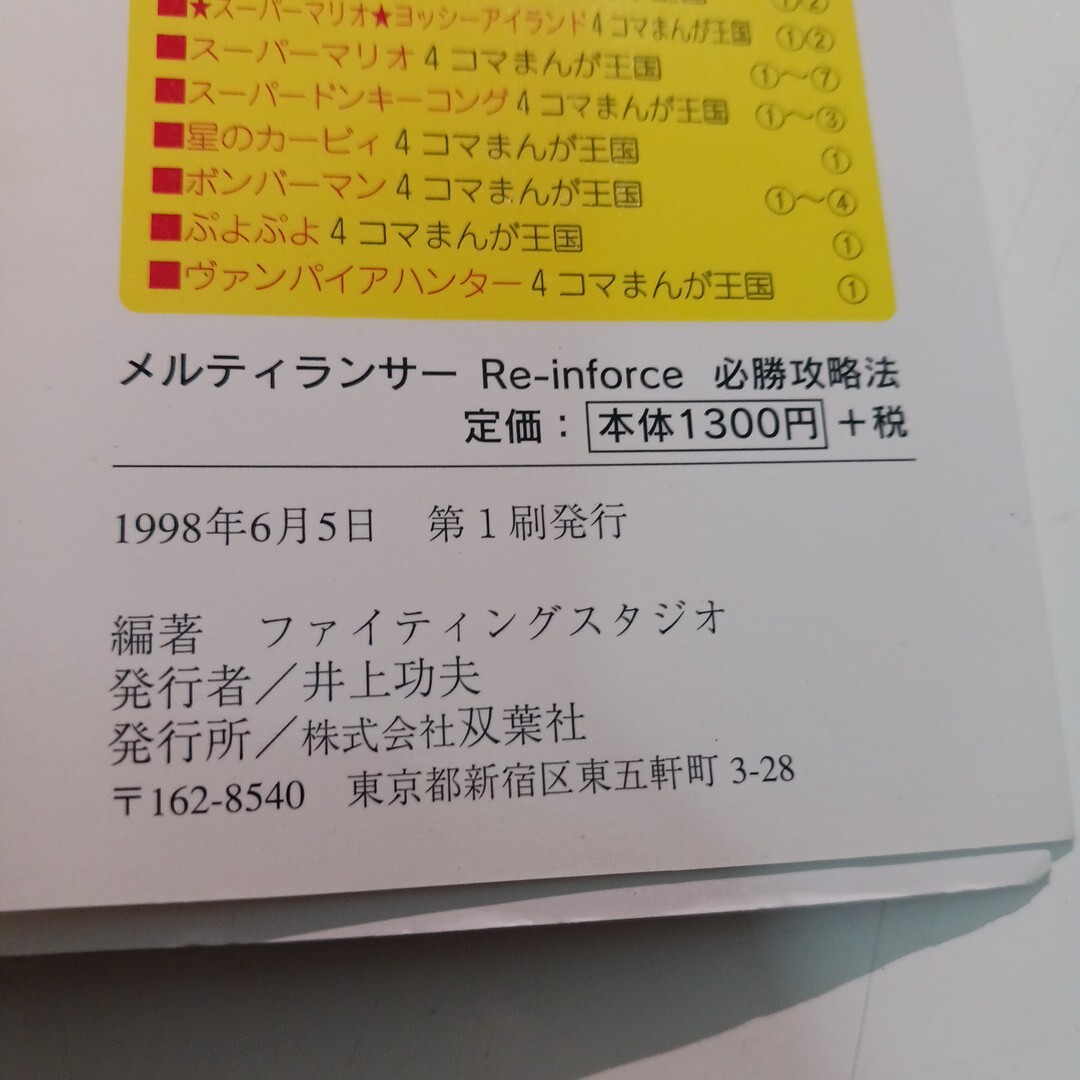 ①②
■★スーパーマリオ★ヨッシーアイランド4コマまんが王国 ①②
■スーパーマリオ4コマまんが王国 ①〜⑦
■スーパードンキーコング4コマまんが王国 ①〜③
■星のカービィ4コマまんが王国 ①
■ボンバーマン4コマまんが王国 ①〜④
■ぷよぷよ4コマまんが王国 ①
■ヴァンパイアハンター4コマまんが王国 ①
メルティランサー Re-inforce 必勝攻略法
定価：本体1300円+税
1998年6月5日 第1刷発行
編著 ファイティングスタジオ
発行者／井上功夫
発行所／株式会社双葉社
〒162-8540 東京都新宿区東五軒町 3-28